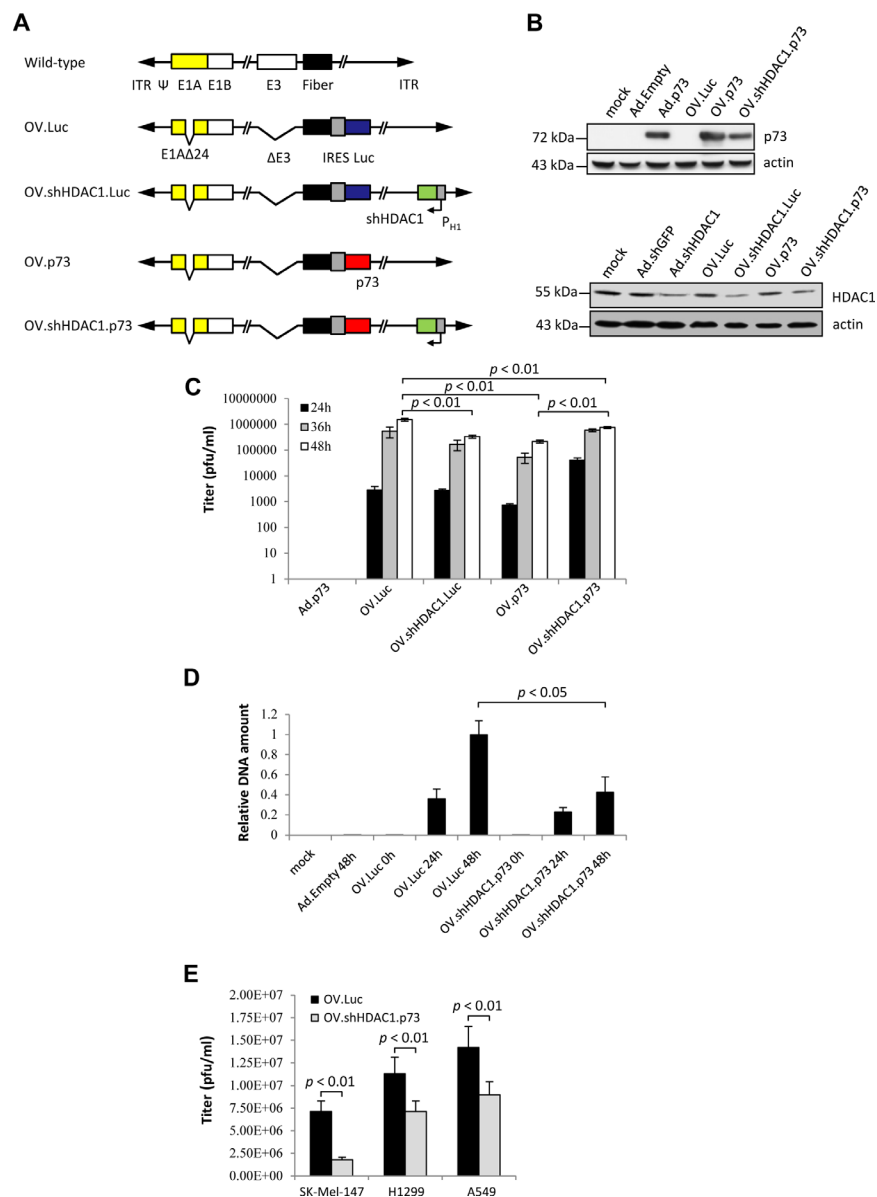 A
Wild-type
ITR Ψ E1A E1B E3 Fiber ITR
OV.Luc
E1AΔ24 ΔE3 IRES Luc
OV.shHDAC1.Luc
shHDAC1 PH1
OV.p73
p73
OV.shHDAC1.p73
B
mock Ad.Empty Ad.p73 OV.Luc OV.p73 OV.shHDAC1.p73
72 kDa p73
43 kDa actin
mock Ad.shGFP Ad.shHDAC1 OV.Luc OV.shHDAC1.Luc OV.p73 OV.shHDAC1.p73
55 kDa HDAC1
43 kDa actin
C
p < 0.01
p < 0.01
p < 0.01 p < 0.01
24h
36h
48h
Titer (pfu/ml)
10000000
1000000
100000
10000
1000
100
10
1
Ad.p73 OV.Luc OV.shHDAC1.Luc OV.p73 OV.shHDAC1.p73
D
p < 0.05
Relative DNA amount
1.2
1
0.8
0.6
0.4
0.2
0
mock Ad.Empty 48h OV.Luc 0h OV.Luc 24h OV.Luc 48h OV.shHDAC1.p73 0h OV.shHDAC1.p73 24h OV.shHDAC1.p73 48h
E
OV.Luc
OV.shHDAC1.p73
Titer (pfu/ml)
2.00E+07
1.75E+07
1.50E+07
1.25E+07
1.00E+07
7.50E+06
5.00E+06
2.50E+06
0.00E+00
p < 0.01 p < 0.01 p < 0.01
SK-Mel-147 H1299 A549